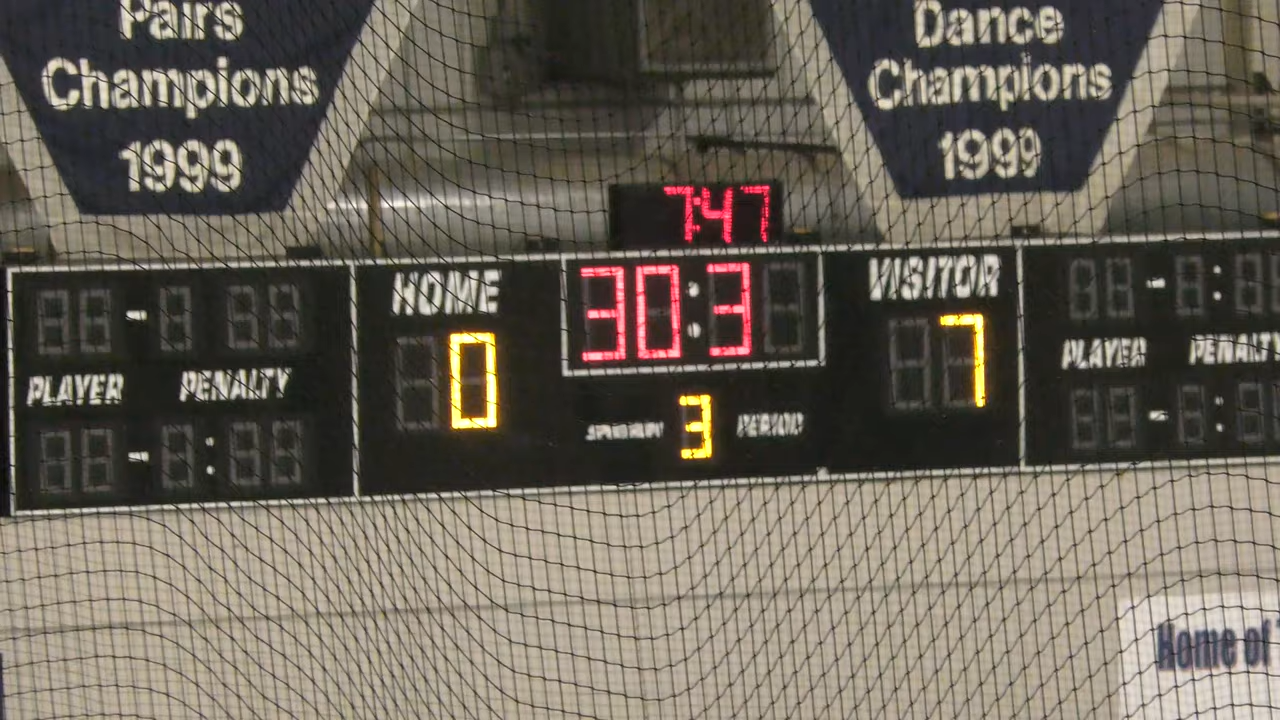 Pairs
Champions
1999
Dance
Champions
1999
7:47
HOME
30:3
VISITOR
0
7
PLAYER
PENALTY
PLAYER
PENALTY
3
PERIOD
Home of